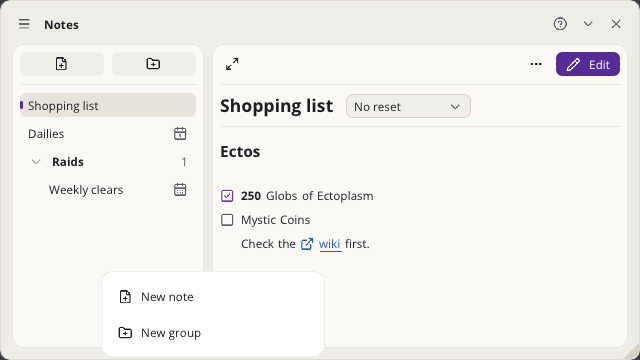 Notes
Edit
Shopping list
Dailies
Raids 1
Weekly clears
Shopping list No reset
Ectos
250 Globs of Ectoplasm
Mystic Coins
Check the wiki first.
New note
New group